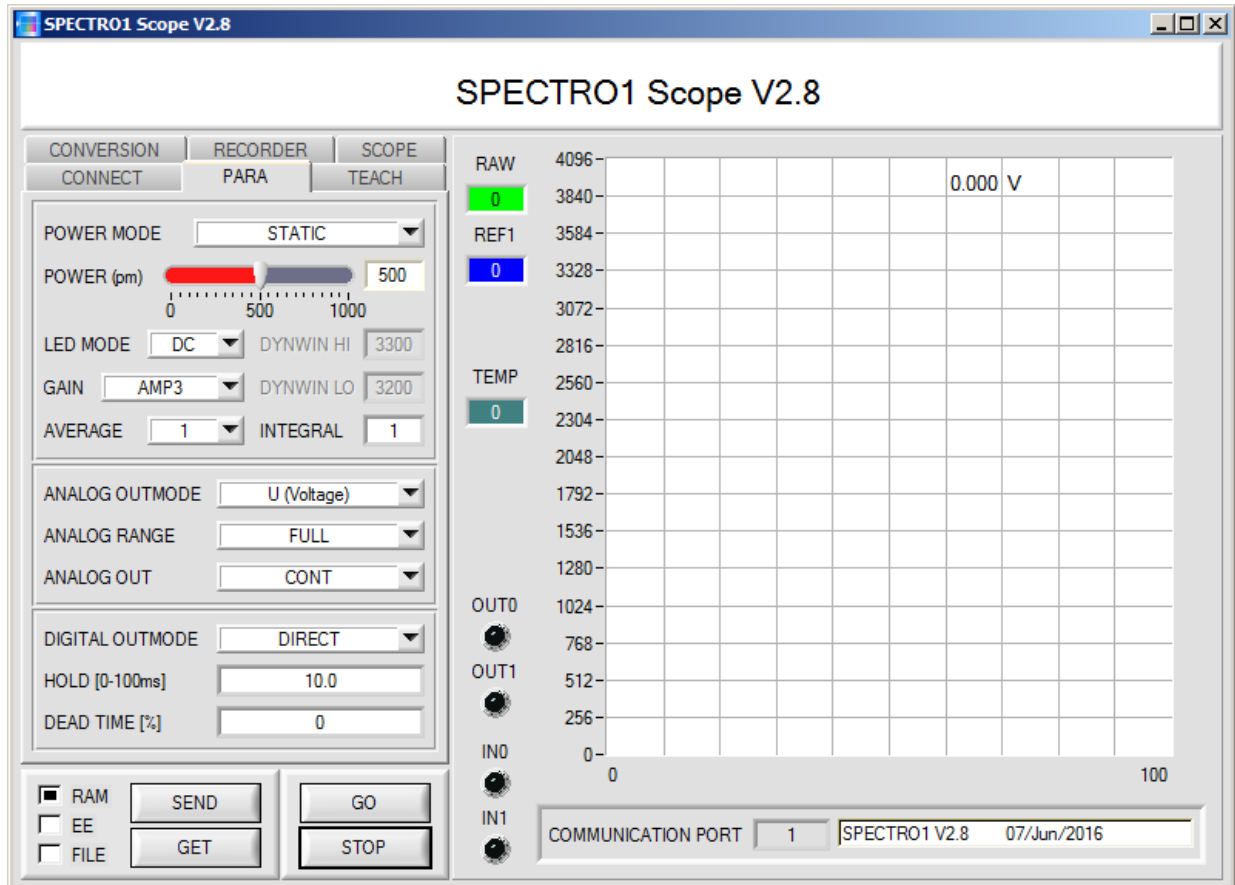 SPECTRO1 Scope V2.8
SPECTRO1 Scope V2.8
CONVERSION RECORDER SCOPE
CONNECT PARA TEACH
POWER MODE STATIC
POWER (pm) 500
0 500 1000
LED MODE DC DYNWIN HI 3300
GAIN AMP3 DYNWIN LO 3200
AVERAGE 1 INTEGRAL 1
ANALOG OUTMODE U (Voltage)
ANALOG RANGE FULL
ANALOG OUT CONT
DIGITAL OUTMODE DIRECT
HOLD [0-100ms] 10.0
DEAD TIME [%] 0
RAM
EE
FILE
SEND
GET
GO
STOP
RAW
0
REF1
0
TEMP
0
OUT0
OUT1
IN0
IN1
4096
3840
3584
3328
3072
2816
2560
2304
2048
1792
1536
1280
1024
768
512
256
0
0.000 V
0 100
COMMUNICATION PORT 1 SPECTRO1 V2.8 07/Jun/2016